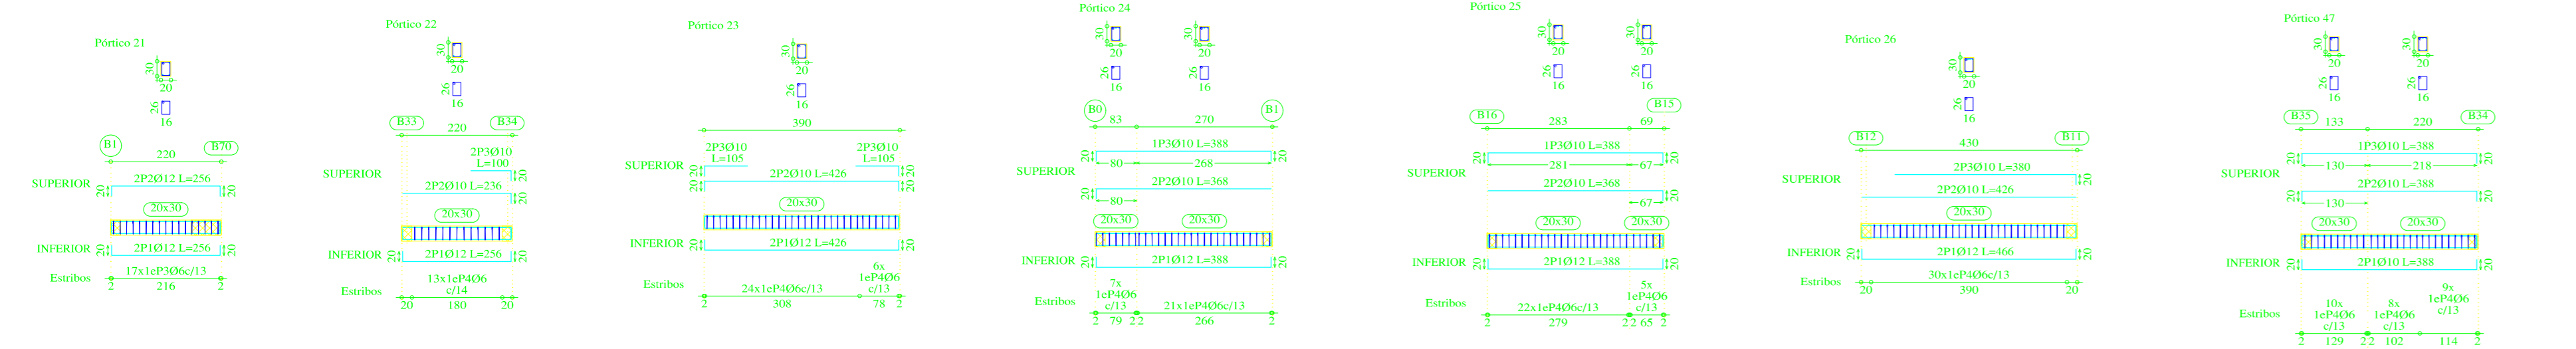 Pórtico 21
30
20
26
16
B1
B70
220
SUPERIOR
20
2P2Ø12 L=256
20
20x30
INFERIOR
20
2P1Ø12 L=256
20
Estribos
17x1eP3Ø6c/13
2
216
2
Pórtico 22
30
20
26
16
B33
B34
220
2P3Ø10
L=100
20
SUPERIOR
2P2Ø10 L=236
20
20x30
INFERIOR
20
2P1Ø12 L=256
20
13x1eP4Ø6
c/14
Estribos
20
180
20
Pórtico 23
30
20
26
16
390
2P3Ø10
L=105
2P3Ø10
L=105
SUPERIOR
20
20
20
2P2Ø10 L=426
20
20x30
INFERIOR
20
2P1Ø12 L=426
20
Estribos
24x1eP4Ø6c/13
6x
1eP4Ø6
c/13
2
308
78
2
Pórtico 24
30
20
30
20
26
16
26
16
B0
B1
83
270
1P3Ø10 L=388
20
20
80
268
SUPERIOR
2P2Ø10 L=368
20
80
20x30
20x30
INFERIOR
20
2P1Ø12 L=388
20
7x
1eP4Ø6
c/13
21x1eP4Ø6c/13
Estribos
2
79
2
2
266
2
Pórtico 25
30
20
30
20
26
16
26
16
B16
B15
283
69
1P3Ø10 L=388
20
20
281
67
SUPERIOR
2P2Ø10 L=368
20
67
20x30
20x30
INFERIOR
20
2P1Ø12 L=388
20
Estribos
22x1eP4Ø6c/13
5x
1eP4Ø6
c/13
2
279
2
2
65
2
Pórtico 26
30
20
26
16
B12
B11
430
2P3Ø10 L=380
20
SUPERIOR
2P2Ø10 L=426
20x30
INFERIOR
20
2P1Ø12 L=466
20
Estribos
30x1eP4Ø6c/13
20
390
20
Pórtico 47
30
20
30
20
26
16
26
16
B35
B34
133
220
1P3Ø10 L=388
20
20
130
218
SUPERIOR
2P2Ø10 L=388
20
20
130
20x30
20x30
INFERIOR
20
2P1Ø10 L=388
20
Estribos
10x
1eP4Ø6
c/13
8x
1eP4Ø6
c/13
9x
1eP4Ø6
c/13
2
129
2
2
102
114
2